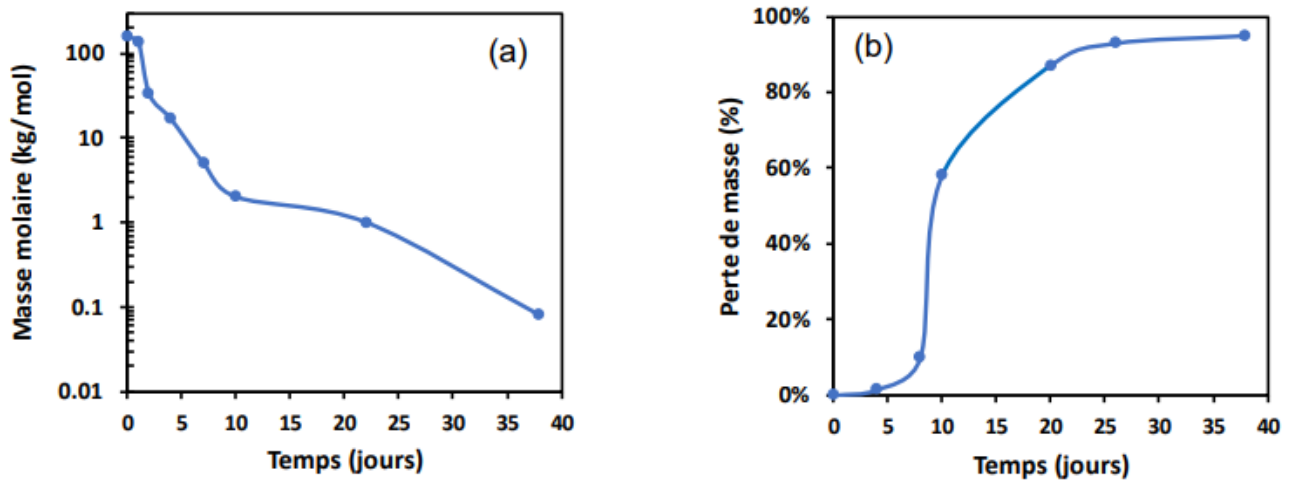 (a)
Masse molaire (kg/mol)
100
10
1
0.1
0.01
0 5 10 15 20 25 30 35 40
Temps (jours)
(b)
Perte de masse (%)
100%
80%
60%
40%
20%
0%
0 5 10 15 20 25 30 35 40
Temps (jours)